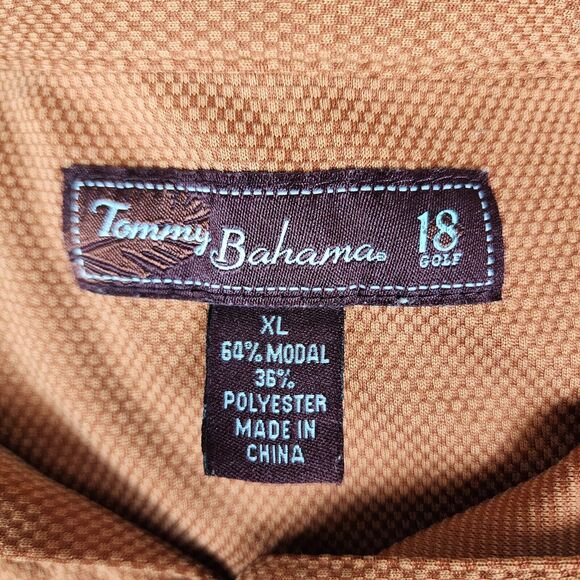 Tommy Bahama® 18
GOLF
XL
64% MODAL
36%
POLYESTER
MADE IN
CHINA